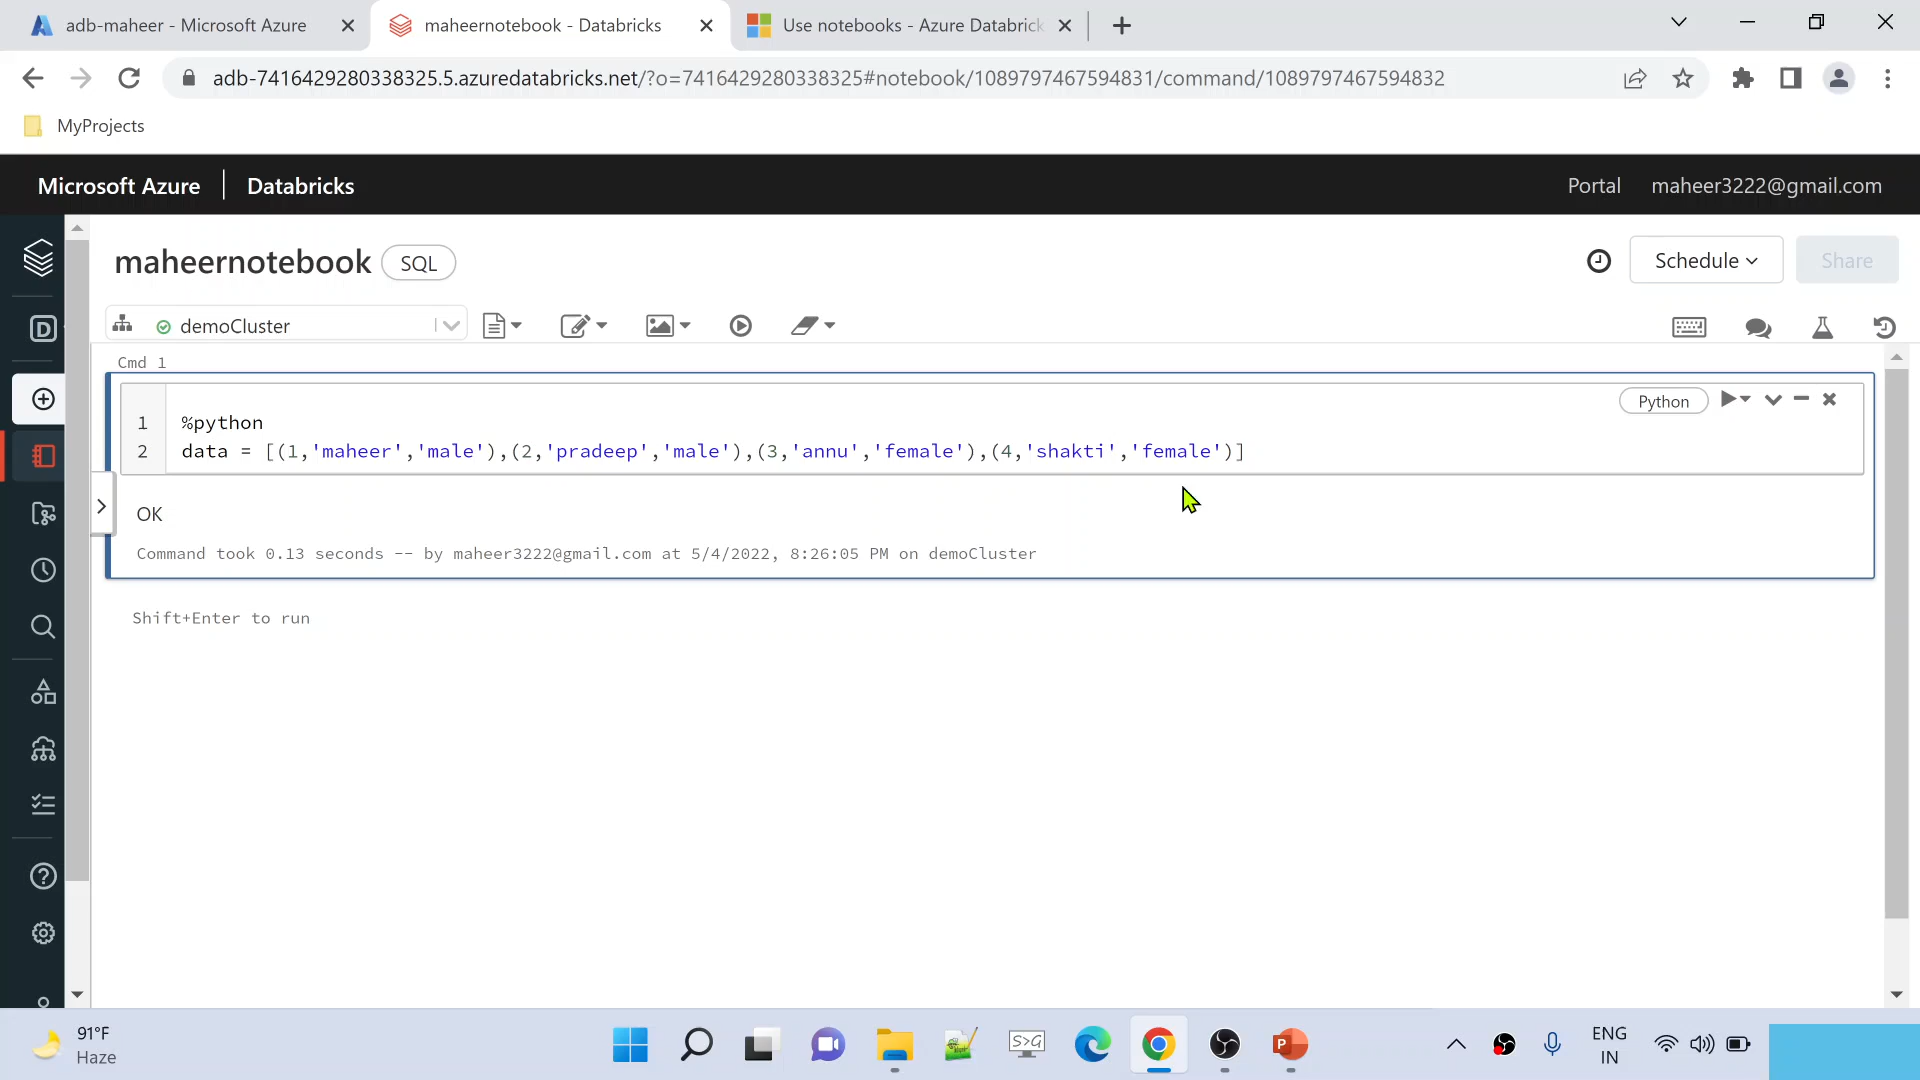 adb-maheer - Microsoft Azure
maheernotebook - Databricks
Use notebooks - Azure Databrick
adb-7416429280338325.5.azuredatabricks.net/?o=7416429280338325#notebook/1089797467594831/command/1089797467594832
MyProjects
Microsoft Azure
Databricks
Portal
maheer3222@gmail.com
maheernotebook
SQL
Schedule
Share
D
demoCluster
Cmd 1
Python
1 %python
2 data = [(1,'maheer','male'),(2,'pradeep','male'),(3,'annu','female'),(4,'shakti','female')]
OK
Command took 0.13 seconds -- by maheer3222@gmail.com at 5/4/2022, 8:26:05 PM on demoCluster
Shift+Enter to run
91°F
Haze
S>G
P
ENG
IN